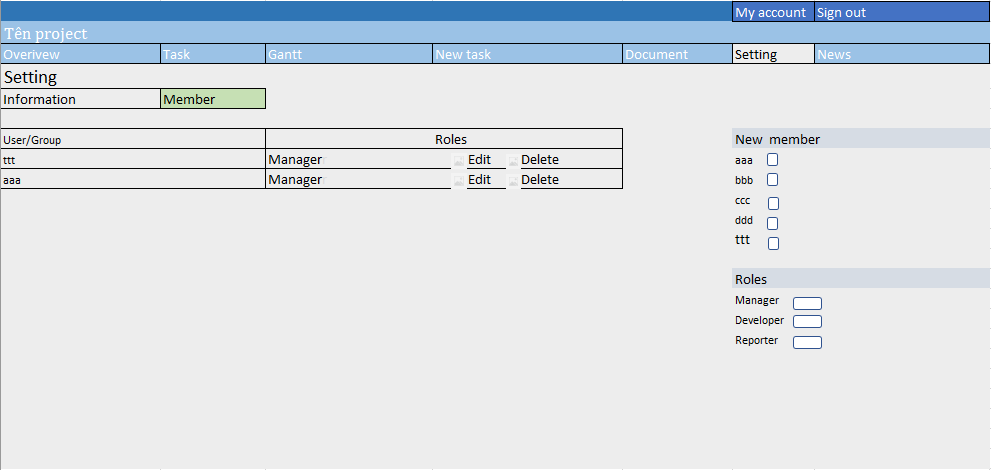 My account Sign out
Tên project
Overivew Task Gantt New task Document Setting News
Setting
Information Member
User/Group Roles
ttt Manager Edit Delete
aaa Manager Edit Delete
New member
aaa
bbb
ccc
ddd
ttt
Roles
Manager
Developer
Reporter